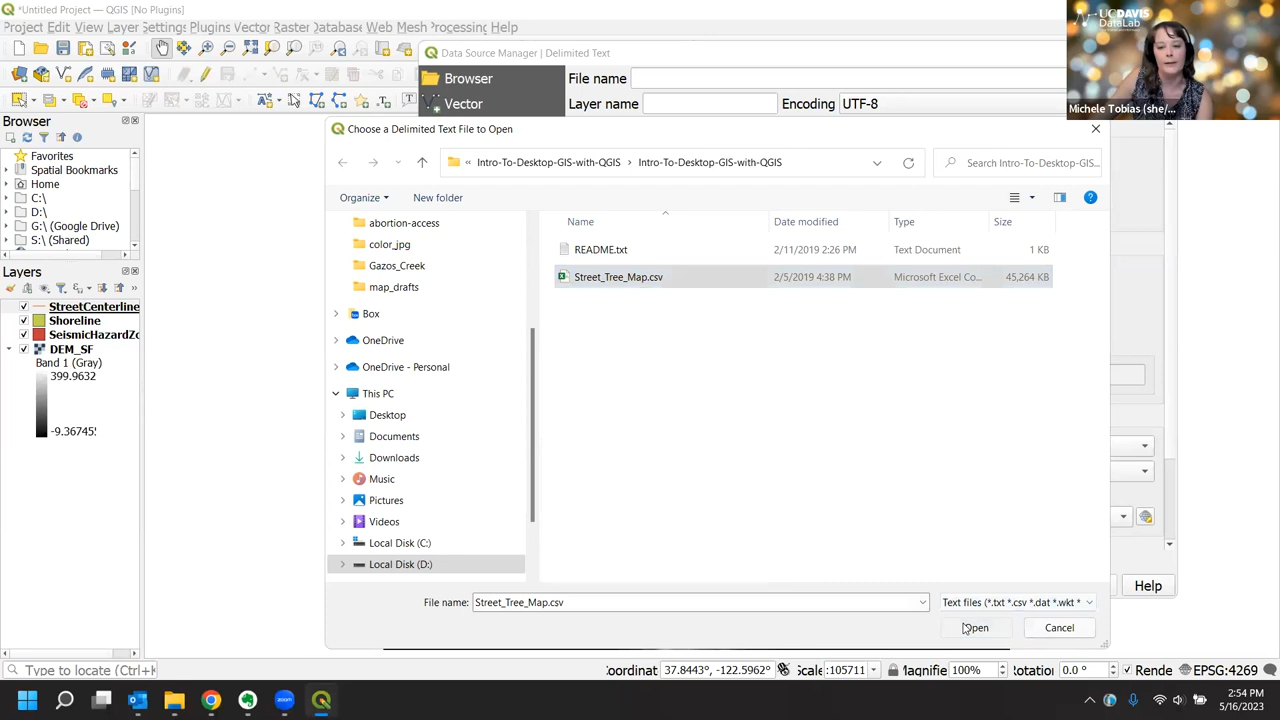 *Untitled Project — QGIS [No Plugins]
Project Edit View Layer Settings Plugins Vector Raster Database Web Mesh Processing Help
Data Source Manager | Delimited Text
Browser
File name
Vector
Layer name
Encoding
UTF-8
UCDAVIS
DataLab
Michele Tobias (she/...
Browser
Favorites
Spatial Bookmarks
Home
C:\
D:\
G:\ (Google Drive)
S:\ (Shared)
Layers
StreetCenterline
Shoreline
SeismicHazardZo
DEM_SF
Band 1 (Gray)
399.9632
-9.36745
Choose a Delimited Text File to Open
« Intro-To-Desktop-GIS-with-QGIS › Intro-To-Desktop-GIS-with-QGIS
Search Intro-To-Desktop-GIS-...
Organize
New folder
abortion-access
color_jpg
Gazos_Creek
map_drafts
Box
OneDrive
OneDrive - Personal
This PC
Desktop
Documents
Downloads
Music
Pictures
Videos
Local Disk (C:)
Local Disk (D:)
Name Date modified Type Size
README.txt 2/11/2019 2:26 PM Text Document 1 KB
Street_Tree_Map.csv 2/5/2019 4:38 PM Microsoft Excel Co... 45,264 KB
File name: Street_Tree_Map.csv
Text files (*.txt *.csv *.dat *.wkt *
Open
Cancel
Help
Type to locate (Ctrl+
Coordinat 37.8443°, -122.5962° Scale :105711 Magnifie 100% Rotation 0.0 ° Rende EPSG:4269
2:54 PM
5/16/2023